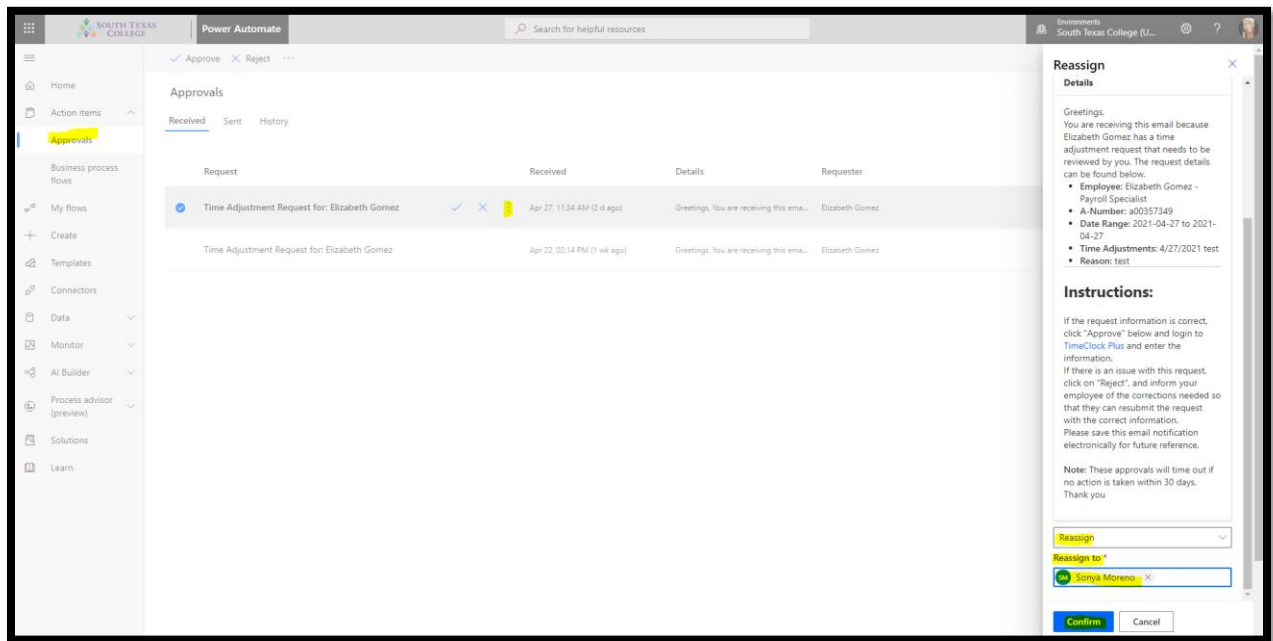 SOUTH TEXAS
COLLEGE
Power Automate
Search for helpful resources
Environments
South Texas College (U...
?
Approve Reject ...
Home
Action items
Approvals
Business process
flows
My flows
Create
Templates
Connectors
Data
Monitor
AI Builder
Process advisor
(preview)
Solutions
Learn
Approvals
Received Sent History
Request Received Details Requester
Time Adjustment Request for: Elizabeth Gomez Apr 27, 11:34 AM (2 d ago) Greetings, You are receiving this ema... Elizabeth Gomez
Time Adjustment Request for: Elizabeth Gomez Apr 22, 02:14 PM (1 wk ago) Greetings, You are receiving this ema... Elizabeth Gomez
Reassign
Details
Greetings,
You are receiving this email because
Elizabeth Gomez has a time
adjustment request that needs to be
reviewed by you. The request details
can be found below.
• Employee: Elizabeth Gomez -
Payroll Specialist
• A-Number: a00357349
• Date Range: 2021-04-27 to 2021-
04-27
• Time Adjustments: 4/27/2021 test
• Reason: test
Instructions:
If the request information is correct,
click "Approve" below and login to
TimeClock Plus and enter the
information.
If there is an issue with this request,
click on "Reject", and inform your
employee of the corrections needed so
that they can resubmit the request
with the correct information.
Please save this email notification
electronically for future reference.
Note: These approvals will time out if
no action is taken within 30 days.
Thank you
Reassign
Reassign to *
SM Sonya Moreno
Confirm Cancel